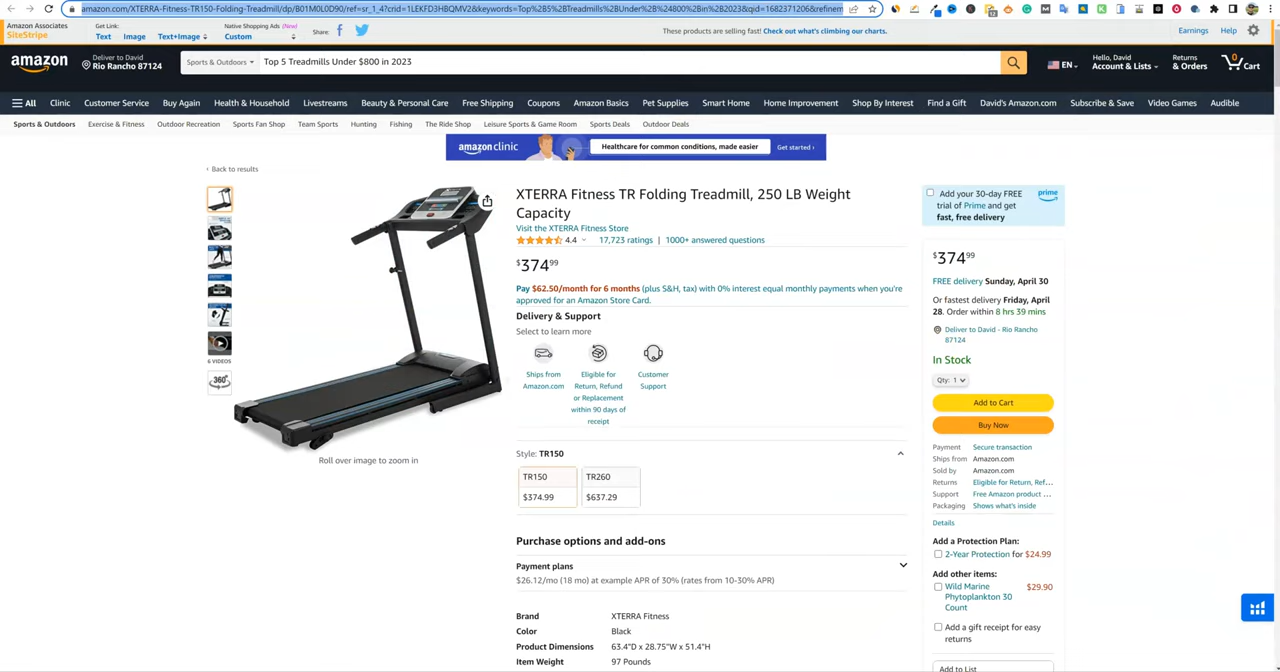 amazon.com/XTERRA-Fitness-TR150-Folding-Treadmill/dp/B01M0L0D90/ref=sr_1_4?crid=1LEKFD3HBQMV2&keywords=Top%2B5%2BTreadmills%2BUnder%2B%24800%2Bin%2B2023&qid=1682371206&refinem
Amazon Associates
SiteStripe
Get Link:
Text Image Text+Image
Native Shopping Ads (New)
Custom
Share:
These products are selling fast! Check out what's climbing our charts.
Earnings Help
amazon
Deliver to David
Rio Rancho 87124
Sports & Outdoors
Top 5 Treadmills Under $800 in 2023
EN
Hello, David
Account & Lists
Returns
& Orders
0
Cart
All Clinic Customer Service Buy Again Health & Household Livestreams Beauty & Personal Care Free Shipping Coupons Amazon Basics Pet Supplies Smart Home Home Improvement Shop By Interest Find a Gift David's Amazon.com Subscribe & Save Video Games Audible
Sports & Outdoors Exercise & Fitness Outdoor Recreation Sports Fan Shop Team Sports Hunting Fishing The Ride Shop Leisure Sports & Game Room Sports Deals Outdoor Deals
amazon clinic Healthcare for common conditions, made easier Get started ›
‹ Back to results
6 VIDEOS
360°
Roll over image to zoom in
XTERRA Fitness TR Folding Treadmill, 250 LB Weight
Capacity
Visit the XTERRA Fitness Store
4.4 17,723 ratings | 1000+ answered questions
$374 99
Pay $62.50/month for 6 months (plus S&H, tax) with 0% interest equal monthly payments when you're
approved for an Amazon Store Card.
Delivery & Support
Select to learn more
Ships from
Amazon.com
Eligible for
Return, Refund
or Replacement
within 90 days of
receipt
Customer
Support
Style: TR150
TR150
$374.99
TR260
$637.29
Purchase options and add-ons
Payment plans
$26.12/mo (18 mo) at example APR of 30% (rates from 10-30% APR)
Brand XTERRA Fitness
Color Black
Product Dimensions 63.4"D x 28.75"W x 51.4"H
Item Weight 97 Pounds
Add your 30-day FREE
trial of Prime and get
fast, free delivery
prime
$374 99
FREE delivery Sunday, April 30
Or fastest delivery Friday, April
28. Order within 8 hrs 39 mins
Deliver to David - Rio Rancho
87124
In Stock
Qty: 1
Add to Cart
Buy Now
Payment Secure transaction
Ships from Amazon.com
Sold by Amazon.com
Returns Eligible for Return, Ref...
Support Free Amazon product ...
Packaging Shows what's inside
Details
Add a Protection Plan:
2-Year Protection for $24.99
Add other items:
Wild Marine
Phytoplankton 30
Count
$29.90
Add a gift receipt for easy
returns
Add to List